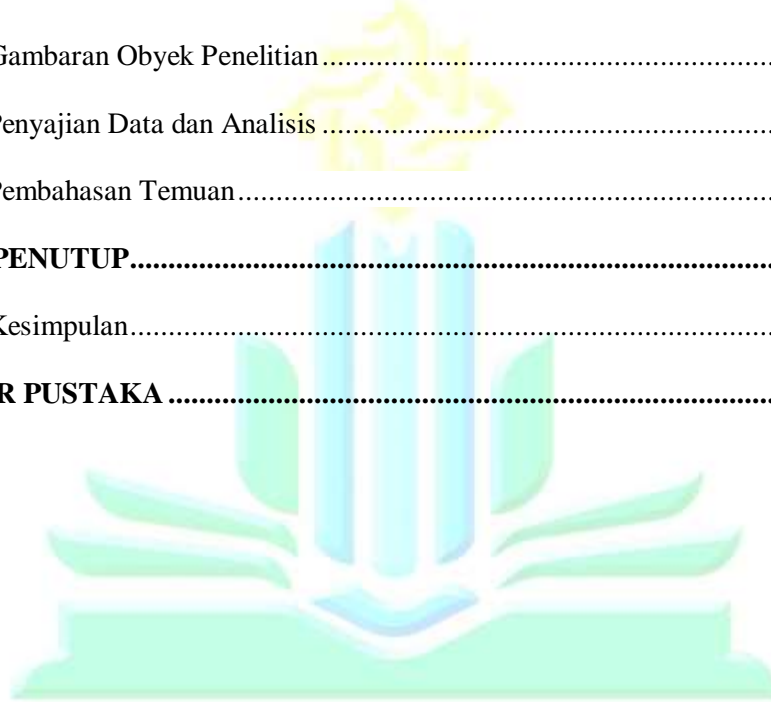 Gambaran Obyek Penelitian................................................................
Penyajian Data dan Analisis................................................................
Pembahasan Temuan................................................................
PENUTUP................................................................
Kesimpulan................................................................
R PUSTAKA................................................................